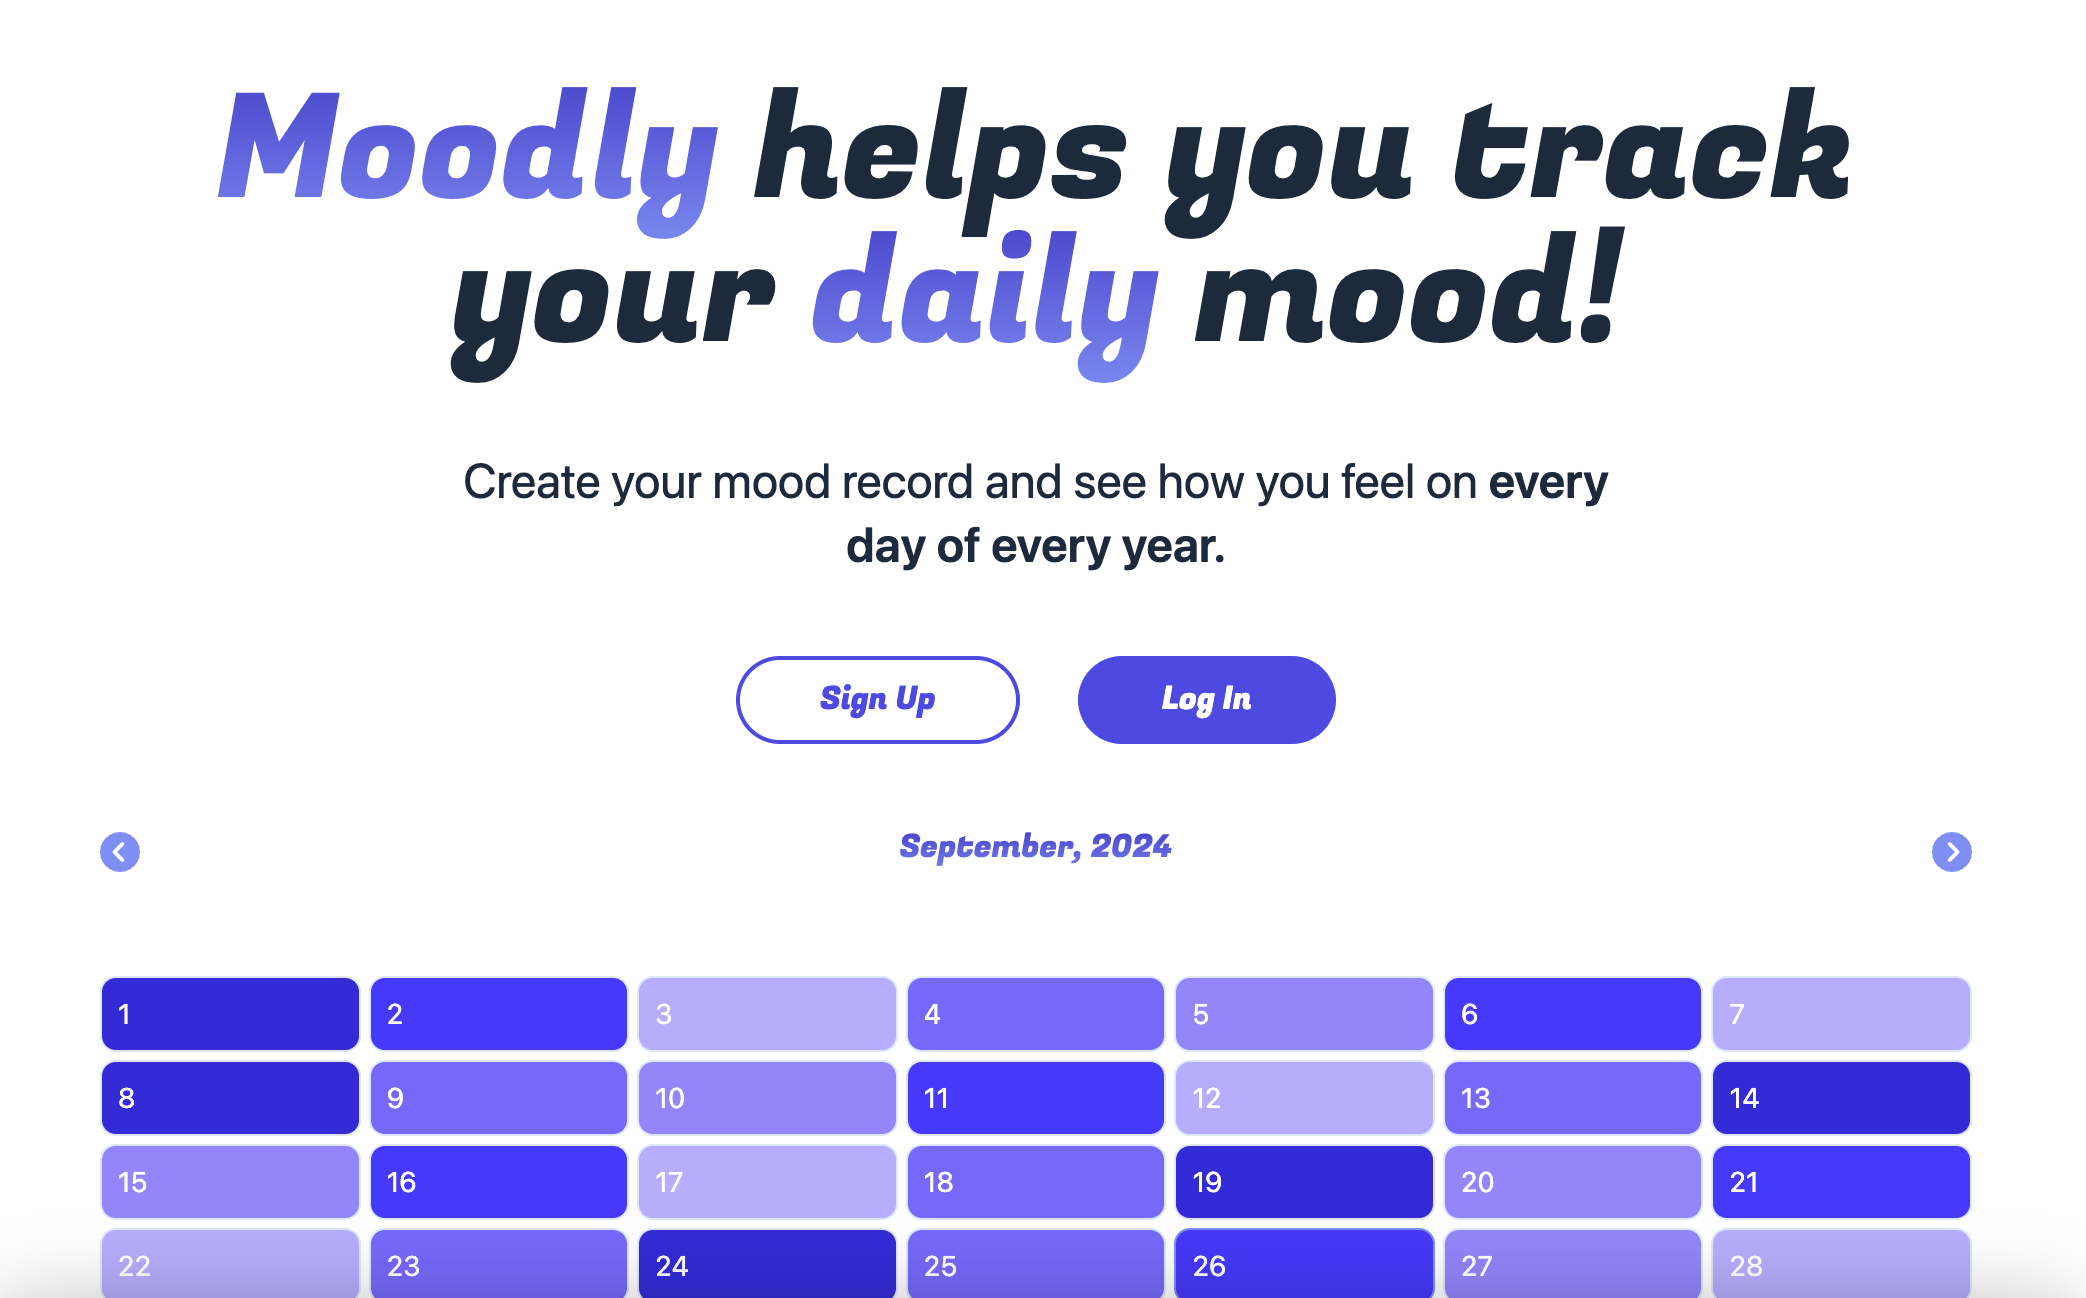 Moodly helps you track
your daily mood!
Create your mood record and see how you feel on every
day of every year.
Sign Up Log In
September, 2024
1 2 3 4 5 6 7
8 9 10 11 12 13 14
15 16 17 18 19 20 21
22 23 24 25 26 27 28